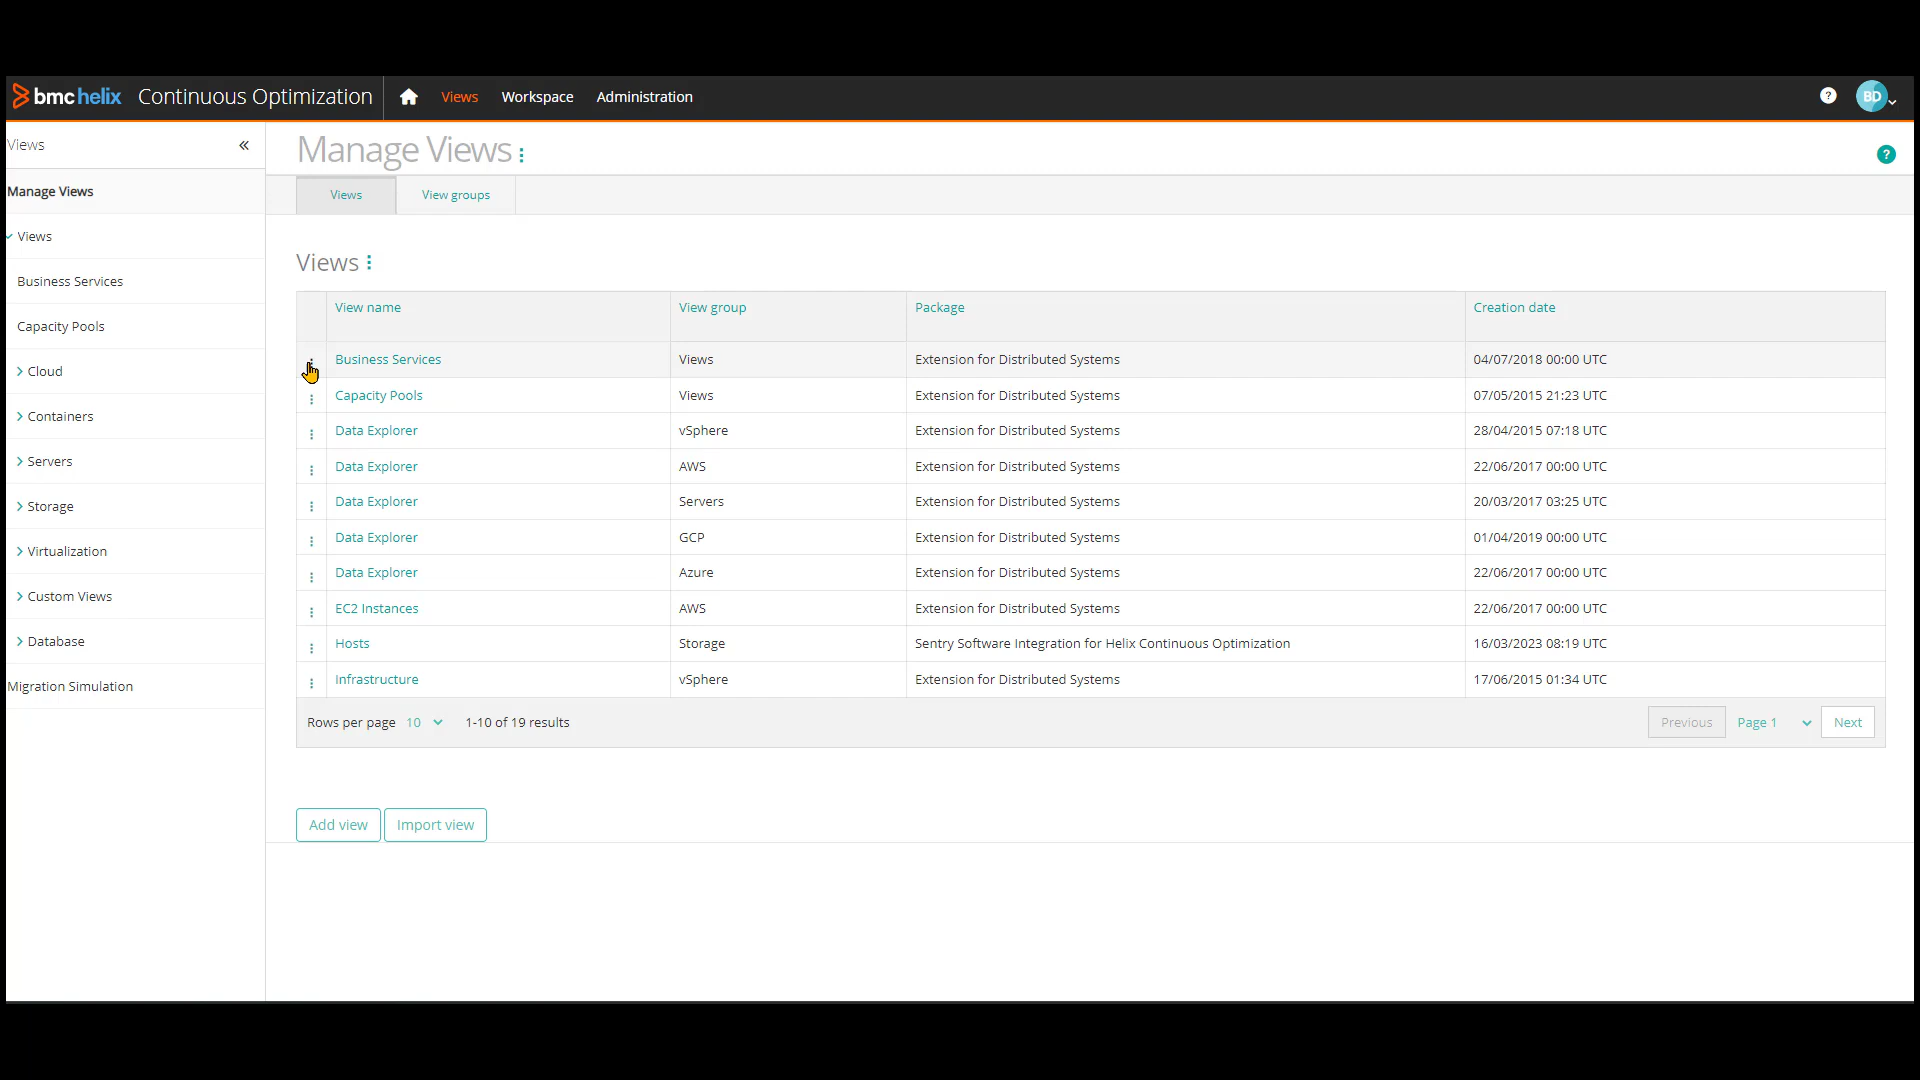 bmchelix Continuous Optimization Views Workspace Administration ? BD
Views «
Manage Views
Views
Business Services
Capacity Pools
Cloud
Containers
Servers
Storage
Virtualization
Custom Views
Database
Migration Simulation
Manage Views
?
Views View groups
Views
View name View group Package Creation date
Business Services Views Extension for Distributed Systems 04/07/2018 00:00 UTC
Capacity Pools Views Extension for Distributed Systems 07/05/2015 21:23 UTC
Data Explorer vSphere Extension for Distributed Systems 28/04/2015 07:18 UTC
Data Explorer AWS Extension for Distributed Systems 22/06/2017 00:00 UTC
Data Explorer Servers Extension for Distributed Systems 20/03/2017 03:25 UTC
Data Explorer GCP Extension for Distributed Systems 01/04/2019 00:00 UTC
Data Explorer Azure Extension for Distributed Systems 22/06/2017 00:00 UTC
EC2 Instances AWS Extension for Distributed Systems 22/06/2017 00:00 UTC
Hosts Storage Sentry Software Integration for Helix Continuous Optimization 16/03/2023 08:19 UTC
Infrastructure vSphere Extension for Distributed Systems 17/06/2015 01:34 UTC
Rows per page 10 1-10 of 19 results Previous Page 1 Next
Add view Import view